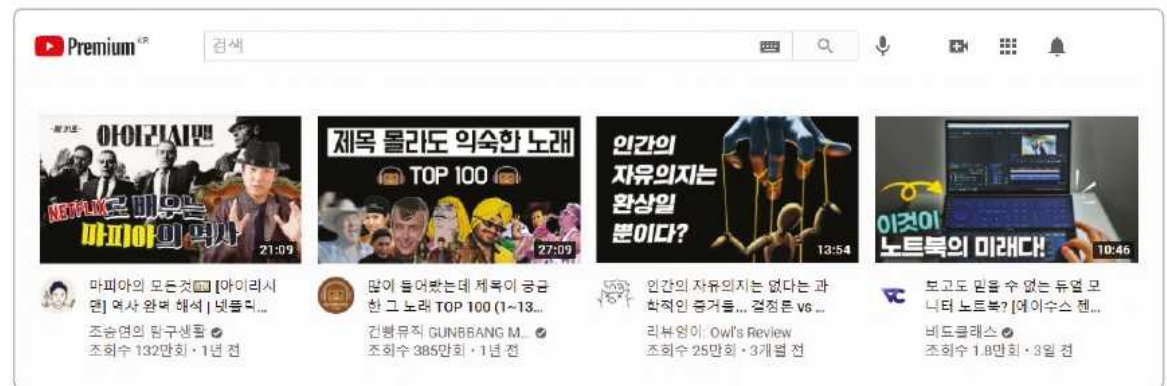 Premium KR
검색
아이리시맨
NETFLIX로 배우는
마피아의 역사
21:09
제목 몰라도 익숙한 노래
TOP 100
27:09
인간의
자유의지는
환상일
뿐이다?
13:54
이것이
노트북의 미래다!
10:46
마피아의 모든것 [아이리시
맨] 역사 완벽 해석 | 넷플릭...
조승연의 탐구생활
조회수 132만회 • 1년 전
많이 들어봤는데 제목이 궁금
한 그 노래 TOP 100 (1~13...
건빵뮤직 GUNBBANG M...
조회수 385만회 • 1년 전
인간의 자유의지는 없다는 과
학적인 증거들... 결정론 vs ...
리뷰엉이: Owl's Review
조회수 25만회 • 3개월 전
보고도 믿을 수 없는 듀얼 모
니터 노트북? [에이수스 젠...
비도클래스
조회수 1.8만회 • 3일 전